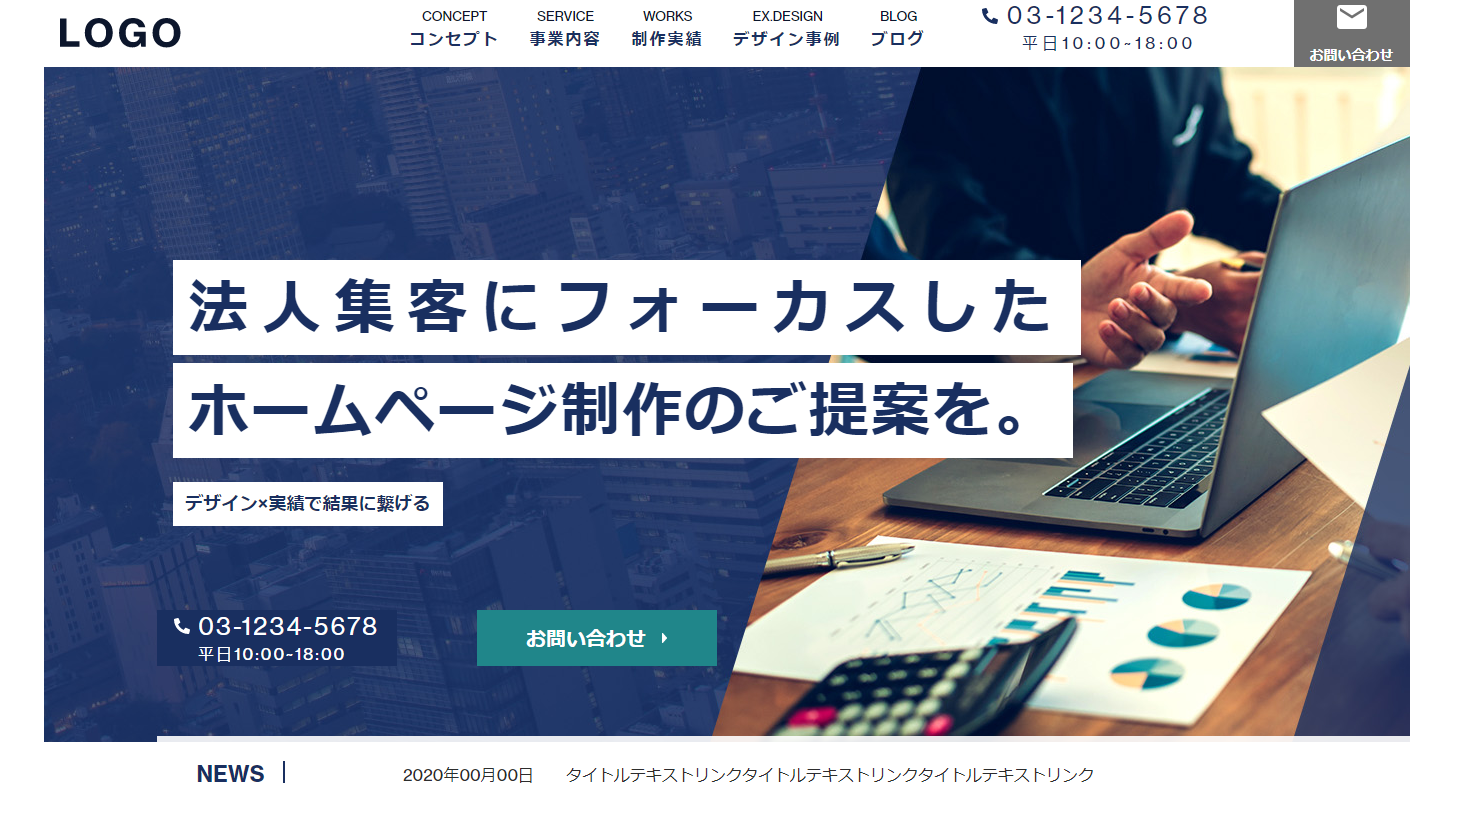 LOGO
CONCEPT
コンセプト
SERVICE
事業内容
WORKS
制作実績
EX.DESIGN
デザイン事例
BLOG
ブログ
03-1234-5678
平日10:00~18:00
お問い合わせ
法人集客にフォーカスした
ホームページ制作のご提案を。
デザイン×実績で結果に繋げる
03-1234-5678
平日10:00~18:00
お問い合わせ
NEWS
2020年00月00日 タイトルテキストリンクタイトルテキストリンクタイトルテキストリンク